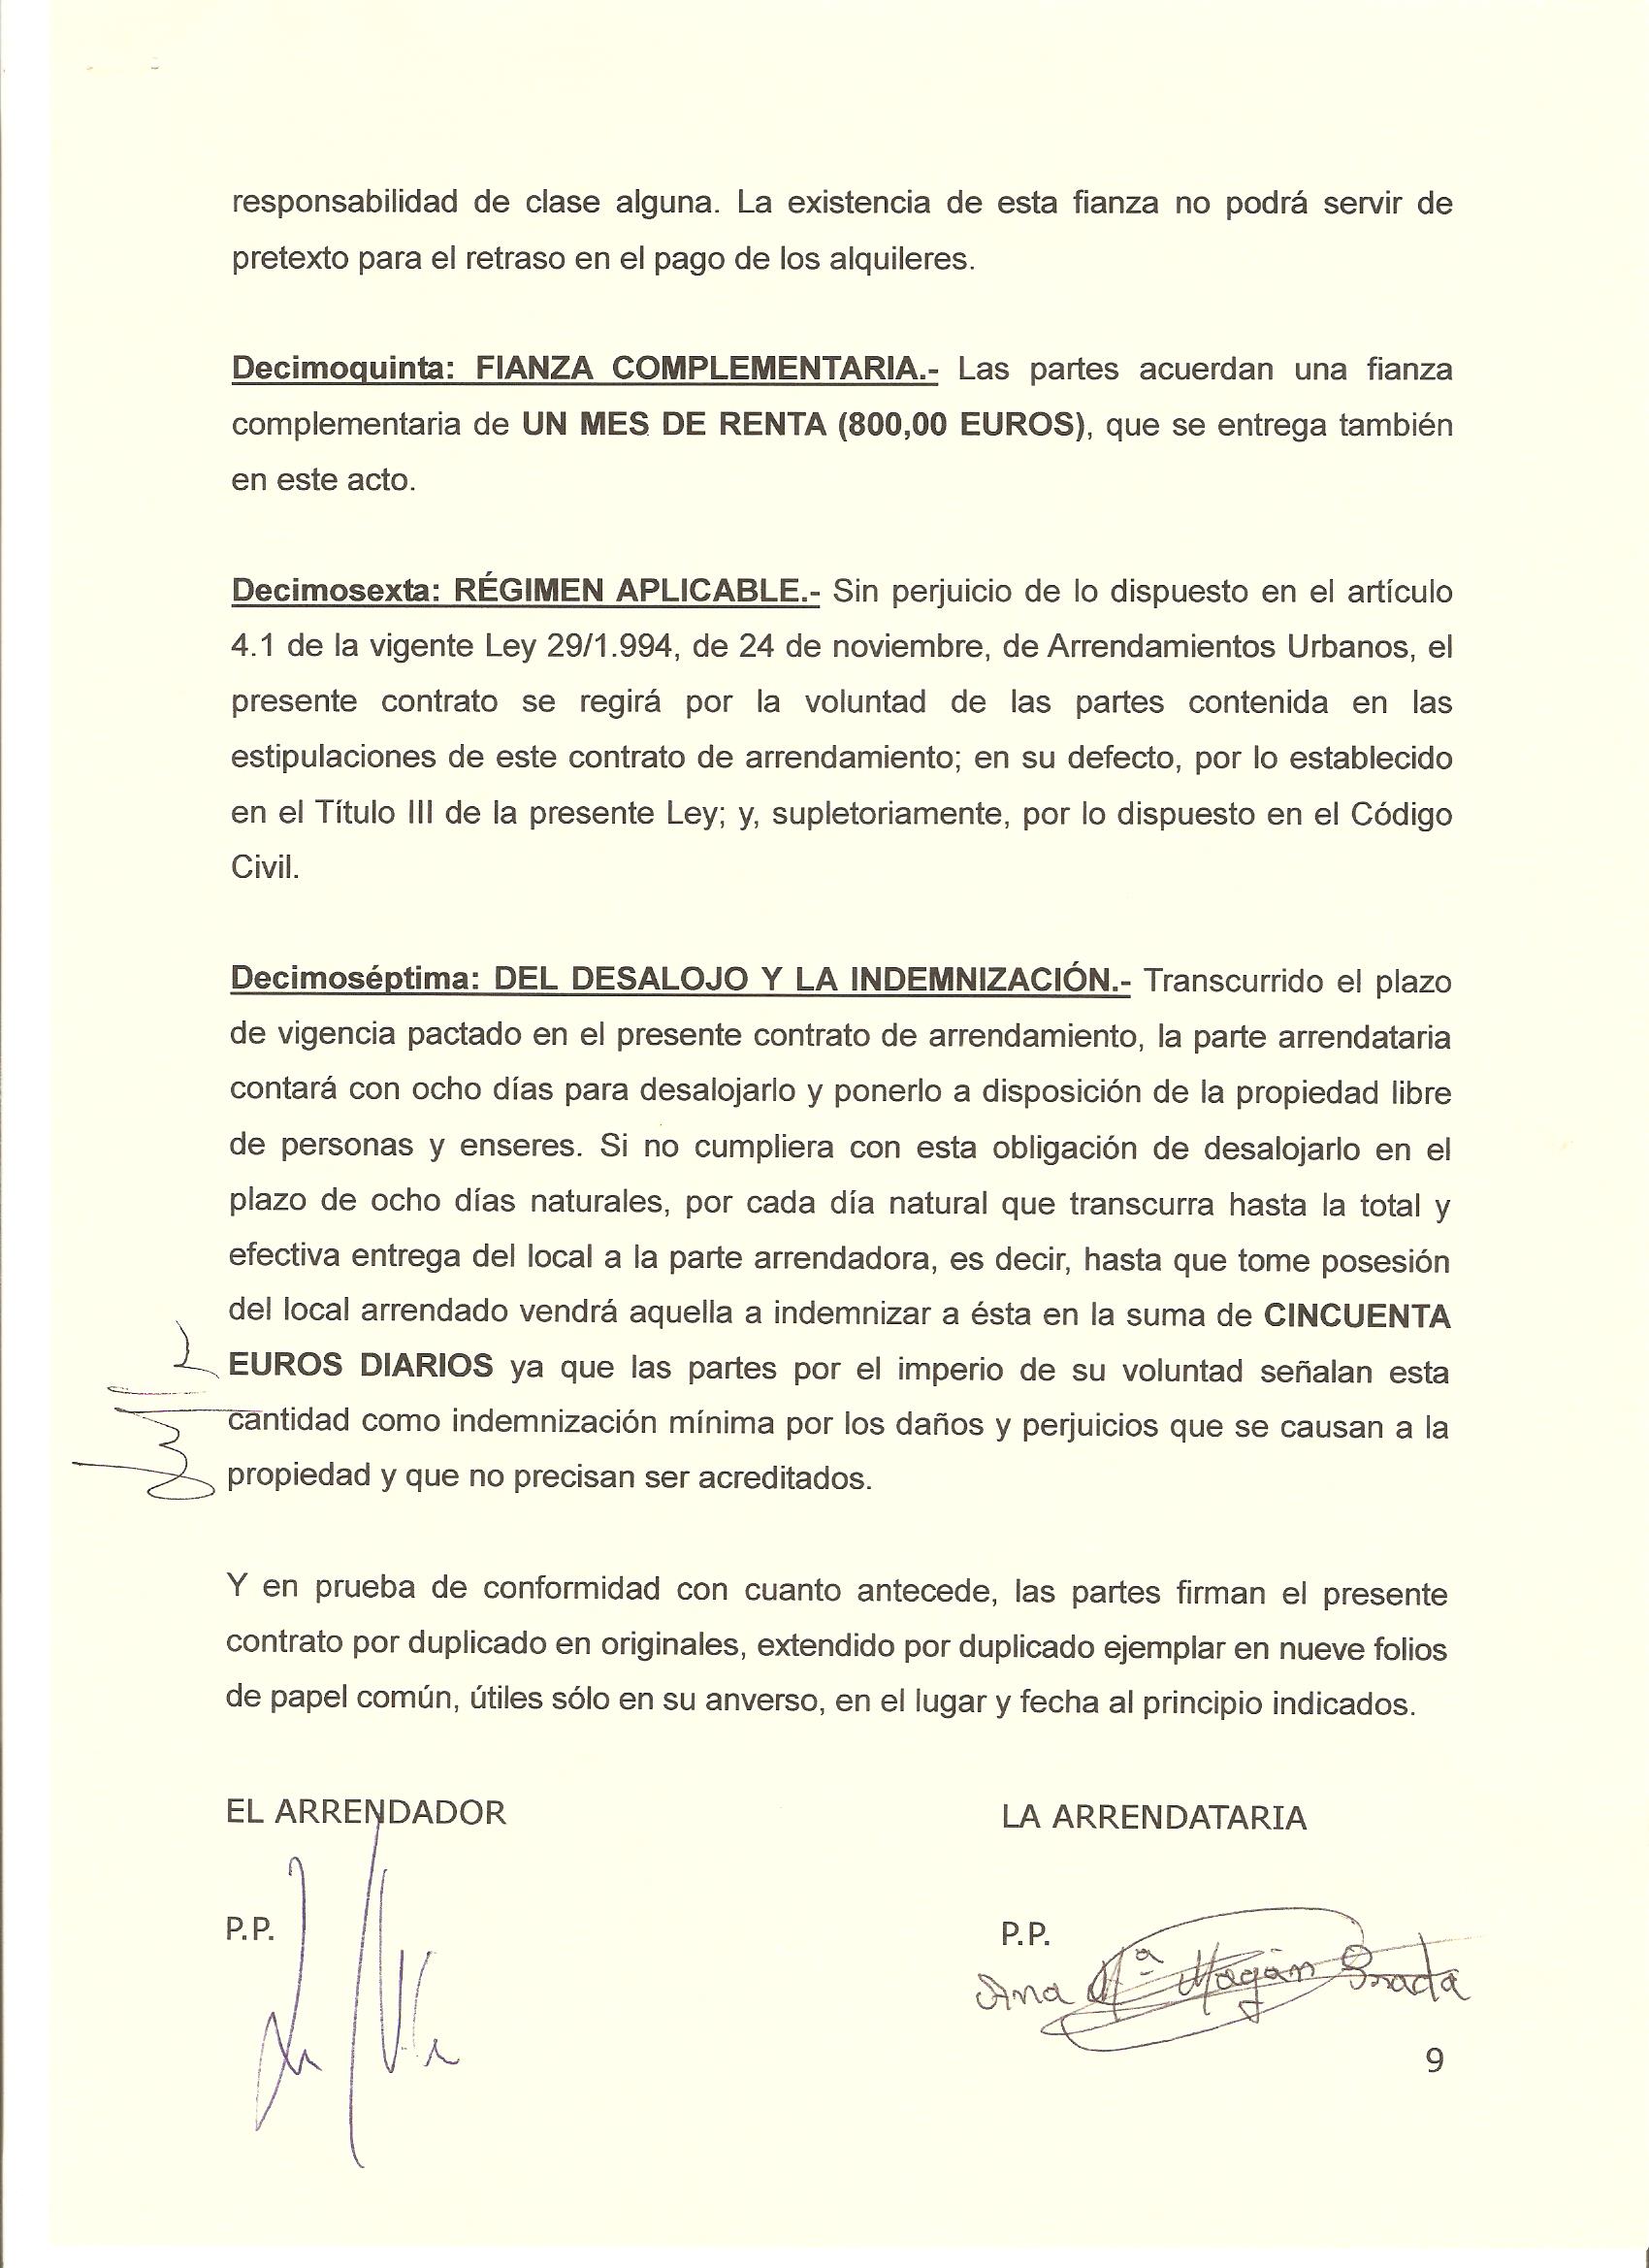 responsabilidad de clase alguna. La existencia de esta fianza no podrá servir de
pretexto para el retraso en el pago de los alquileres.
Decimoquinta: FIANZA COMPLEMENTARIA.- Las partes acuerdan una fianza
complementaria de UN MES DE RENTA (800,00 EUROS), que se entrega también
en este acto.
Decimosexta: RÉGIMEN APLICABLE.- Sin perjuicio de lo dispuesto en el artículo
4.1 de la vigente Ley 29/1.994, de 24 de noviembre, de Arrendamientos Urbanos, el
presente contrato se regirá por la voluntad de las partes contenida en las
estipulaciones de este contrato de arrendamiento; en su defecto, por lo establecido
en el Título III de la presente Ley; y, supletoriamente, por lo dispuesto en el Código
Civil.
Decimoséptima: DEL DESALOJO Y LA INDEMNIZACIÓN.- Transcurrido el plazo
de vigencia pactado en el presente contrato de arrendamiento, la parte arrendataria
contará con ocho días para desalojarlo y ponerlo a disposición de la propiedad libre
de personas y enseres. Si no cumpliera con esta obligación de desalojarlo en el
plazo de ocho días naturales, por cada día natural que transcurra hasta la total y
efectiva entrega del local a la parte arrendadora, es decir, hasta que tome posesión
del local arrendado vendrá aquella a indemnizar a ésta en la suma de CINCUENTA
EUROS DIARIOS ya que las partes por el imperio de su voluntad señalan esta
cantidad como indemnización mínima por los daños y perjuicios que se causan a la
propiedad y que no precisan ser acreditados.
Y en prueba de conformidad con cuanto antecede, las partes firman el presente
contrato por duplicado en originales, extendido por duplicado ejemplar en nueve folios
de papel común, útiles sólo en su anverso, en el lugar y fecha al principio indicados.
EL ARRENDADOR
LA ARRENDATARIA
P.P.
P.P.
Ana Mª Magán Prada
9